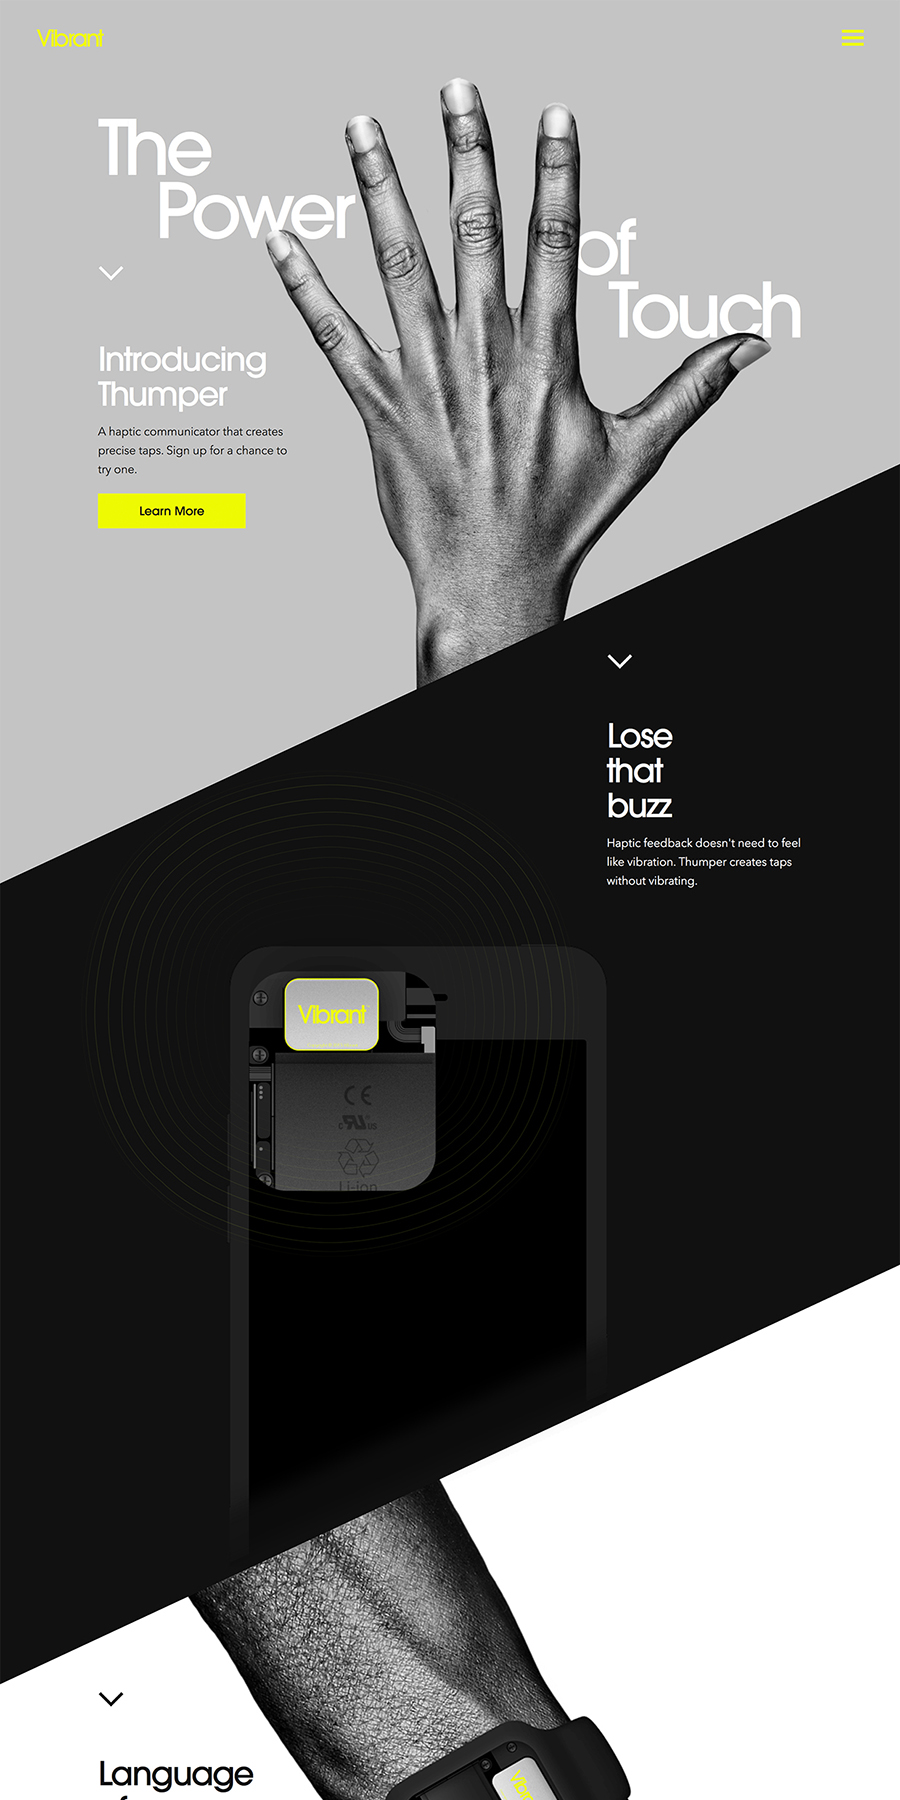 Vibrant
The
Power
of
Touch
Introducing
Thumper
A haptic communicator that creates
precise taps. Sign up for a chance to
try one.
Learn More
Lose
that
buzz
Haptic feedback doesn't need to feel
like vibration. Thumper creates taps
without vibrating.
Vibrant
CE
c RU US
Li-ion
Language